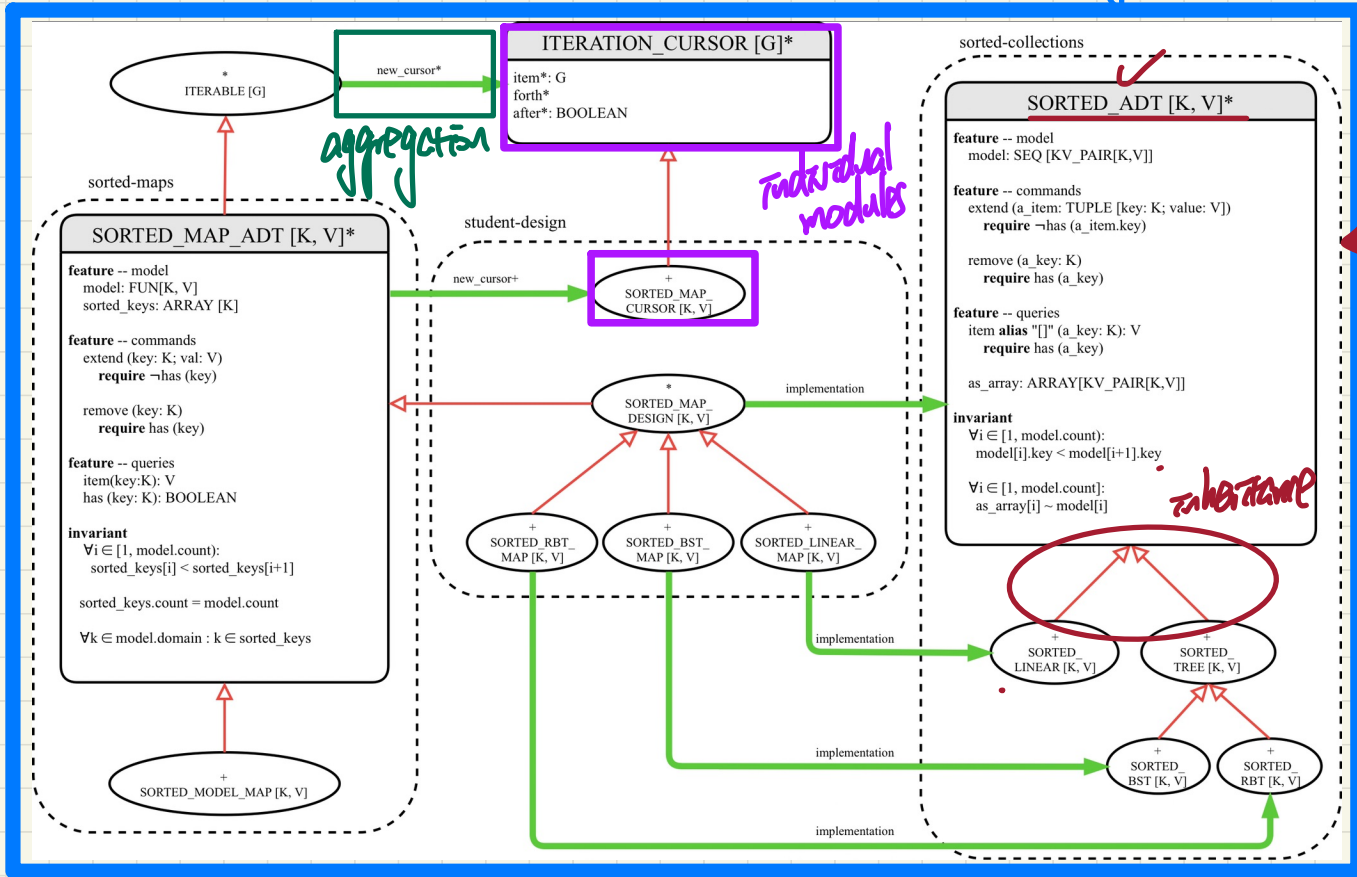 *
ITERABLE [G]
new_cursor*
aggregation
ITERATION_CURSOR [G]*
item*: G
forth*
after*: BOOLEAN
individual
modules
sorted-maps
SORTED_MAP_ADT [K, V]*
feature -- model
model: FUN[K, V]
sorted_keys: ARRAY [K]
feature -- commands
extend (key: K; val: V)
require ¬has (key)
remove (key: K)
require has (key)
feature -- queries
item(key:K): V
has (key: K): BOOLEAN
invariant
∀i ∈ [1, model.count):
sorted_keys[i] < sorted_keys[i+1]
sorted_keys.count = model.count
∀k ∈ model.domain : k ∈ sorted_keys
+
SORTED_MODEL_MAP [K, V]
student-design
new_cursor+
+
SORTED_MAP_
CURSOR [K, V]
*
SORTED_MAP_
DESIGN [K, V]
implementation
+
SORTED_RBT_
MAP [K, V]
+
SORTED_BST_
MAP [K, V]
+
SORTED_LINEAR_
MAP [K, V]
implementation
implementation
implementation
sorted-collections
SORTED_ADT [K, V]*
feature -- model
model: SEQ [KV_PAIR[K,V]]
feature -- commands
extend (a_item: TUPLE [key: K; value: V])
require ¬has (a_item.key)
remove (a_key: K)
require has (a_key)
feature -- queries
item alias "[]" (a_key: K): V
require has (a_key)
as_array: ARRAY[KV_PAIR[K,V]]
invariant
∀i ∈ [1, model.count):
model[i].key < model[i+1].key
∀i ∈ [1, model.count]:
as_array[i] ~ model[i]
inheritance
+
SORTED_
LINEAR [K, V]
+
SORTED_
TREE [K, V]
+
SORTED_
BST [K, V]
+
SORTED_
RBT [K, V]